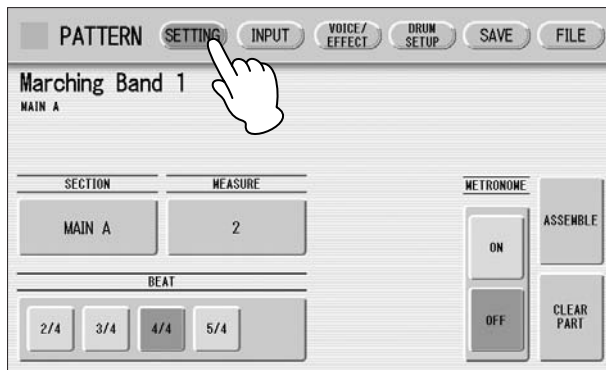 PATTERN SETTING INPUT VOICE/ EFFECT DRUM SETUP SAVE FILE
Marching Band 1
MAIN A
SECTION MEASURE METRONOME
MAIN A 2 ON ASSEMBLE
BEAT
2/4 3/4 4/4 5/4 OFF CLEAR PART